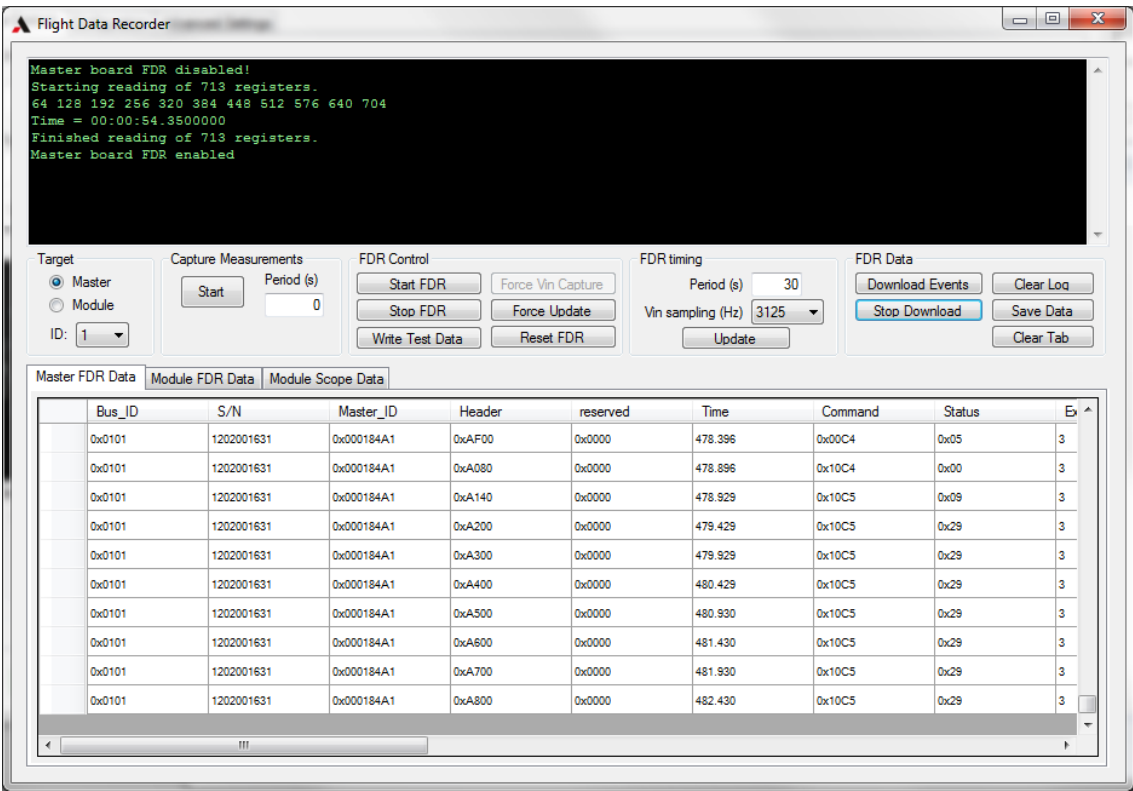 Flight Data Recorder
Master board FDR disabled!
Starting reading of 713 registers.
64 128 192 256 320 384 448 512 576 640 704
Time = 00:00:54.3500000
Finished reading of 713 registers.
Master board FDR enabled
Target Capture Measurements FDR Control FDR timing FDR Data
Master Start Period (s) Start FDR Force Vin Capture Period (s) 30 Download Events Clear Log
Module 0 Stop FDR Force Update Vin sampling (Hz) 3125 Stop Download Save Data
ID: 1 Write Test Data Reset FDR Update Clear Tab
Master FDR Data Module FDR Data Module Scope Data
Bus_ID S/N Master_ID Header reserved Time Command Status
0x0101 1202001631 0x000184A1 0xAF00 0x0000 478.396 0x00C4 0x05 3
0x0101 1202001631 0x000184A1 0xA080 0x0000 478.896 0x10C4 0x00 3
0x0101 1202001631 0x000184A1 0xA140 0x0000 478.929 0x10C5 0x09 3
0x0101 1202001631 0x000184A1 0xA200 0x0000 479.429 0x10C5 0x29 3
0x0101 1202001631 0x000184A1 0xA300 0x0000 479.929 0x10C5 0x29 3
0x0101 1202001631 0x000184A1 0xA400 0x0000 480.429 0x10C5 0x29 3
0x0101 1202001631 0x000184A1 0xA500 0x0000 480.930 0x10C5 0x29 3
0x0101 1202001631 0x000184A1 0xA600 0x0000 481.430 0x10C5 0x29 3
0x0101 1202001631 0x000184A1 0xA700 0x0000 481.930 0x10C5 0x29 3
0x0101 1202001631 0x000184A1 0xA800 0x0000 482.430 0x10C5 0x29 3